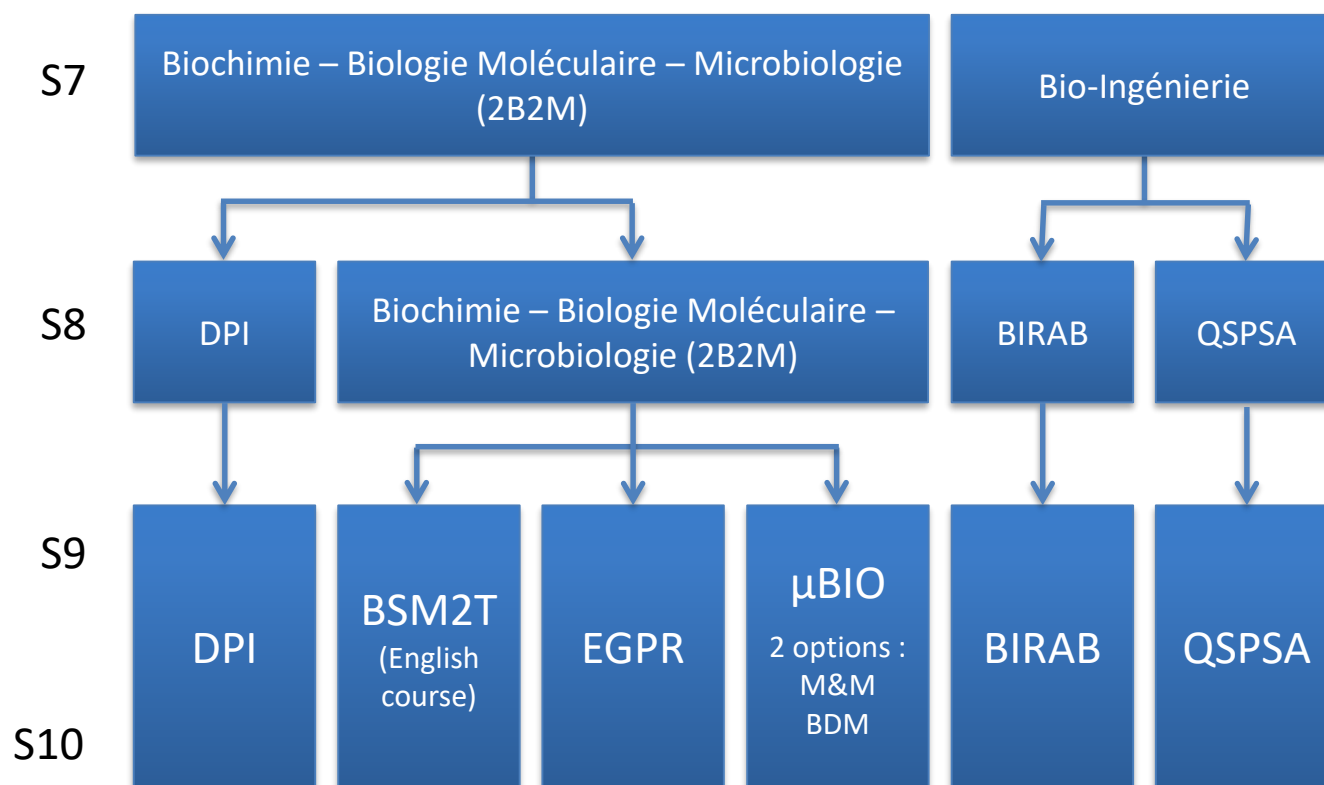 S7
Biochimie – Biologie Moléculaire – Microbiologie
(2B2M)
Bio-Ingénierie
S8
DPI
Biochimie – Biologie Moléculaire –
Microbiologie (2B2M)
BIRAB
QSPSA
S9
S10
DPI
BSM2T
(English
course)
EGPR
µBIO
2 options :
M&M
BDM
BIRAB
QSPSA